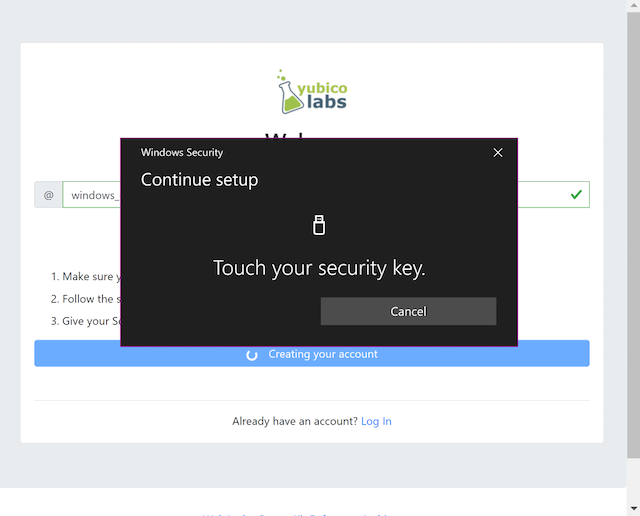 yubico
labs
Windows Security
Continue setup
@ windows_
Touch your security key.
1. Make sure
2. Follow the
3. Give your
Cancel
Creating your account
Already have an account? Log In